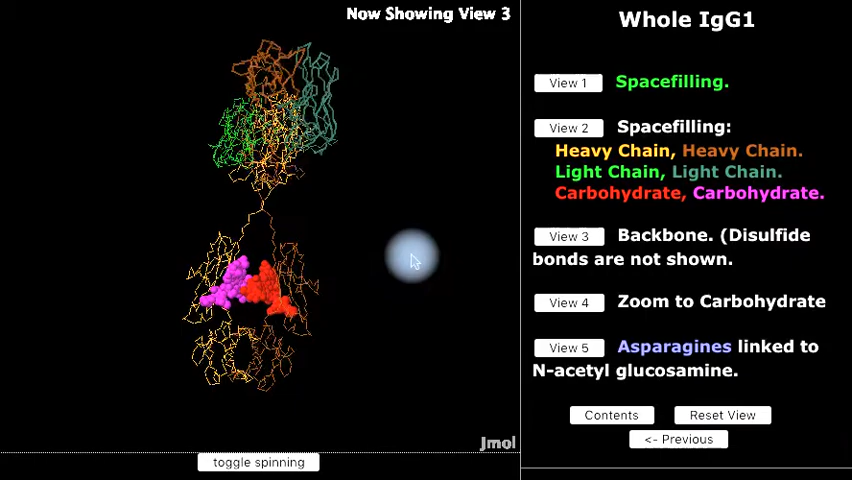 Now Showing View 3
Jmol
toggle spinning
Whole IgG1
View 1 Spacefilling.
View 2 Spacefilling:
Heavy Chain, Heavy Chain.
Light Chain, Light Chain.
Carbohydrate, Carbohydrate.
View 3 Backbone. (Disulfide
bonds are not shown.
View 4 Zoom to Carbohydrate
View 5 Asparagines linked to
N-acetyl glucosamine.
Contents Reset View
<- Previous